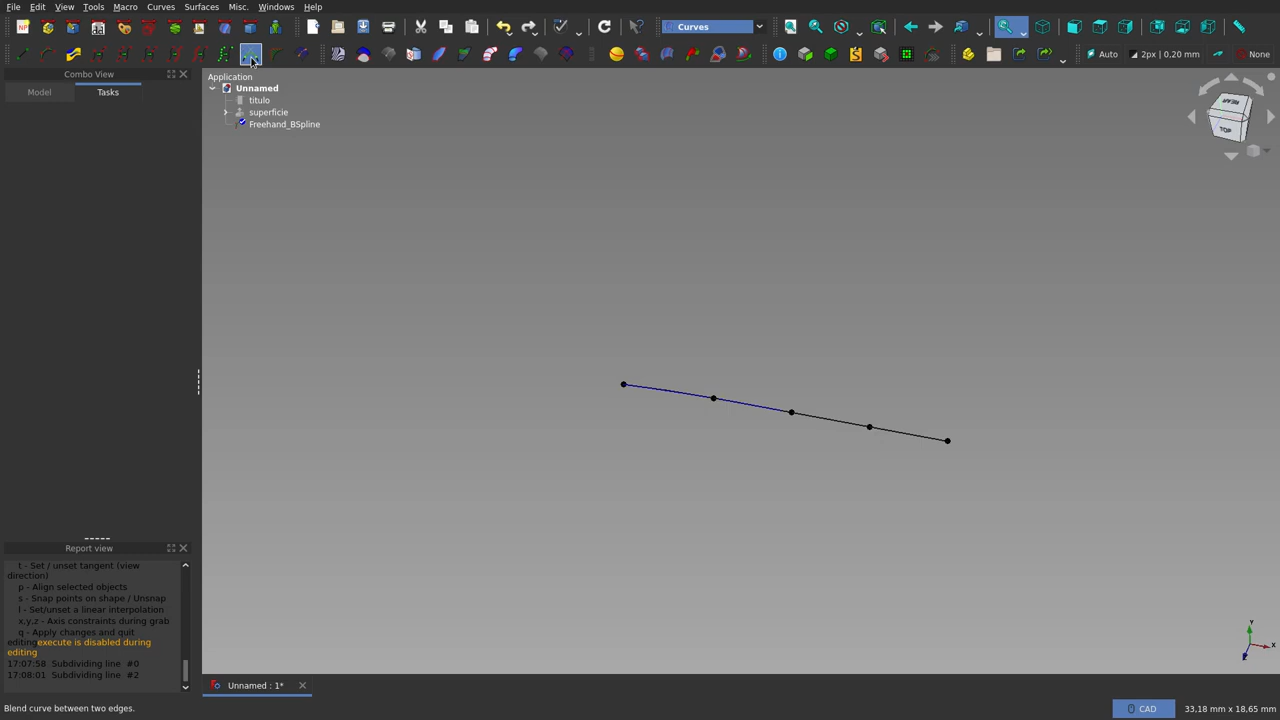 File Edit View Tools Macro Curves Surfaces Misc. Windows Help
Curves
Auto 2px | 0.20 mm None
Combo View
Model Tasks
Application
Unnamed
titulo
superficie
Freehand_BSpline
REAR
TOP
Report view
t - Set / unset tangent (view
direction)
p - Align selected objects
s - Snap points on shape / Unsnap
l - Set/unset a linear interpolation
x,y,z - Axis constraints during grab
q - Apply changes and quit
editingexecute is disabled during
editing
17:07:58 Subdividing line #0
17:08:01 Subdividing line #2
Y
X
Unnamed : 1*
Blend curve between two edges.
CAD 33,18 mm x 18,65 mm